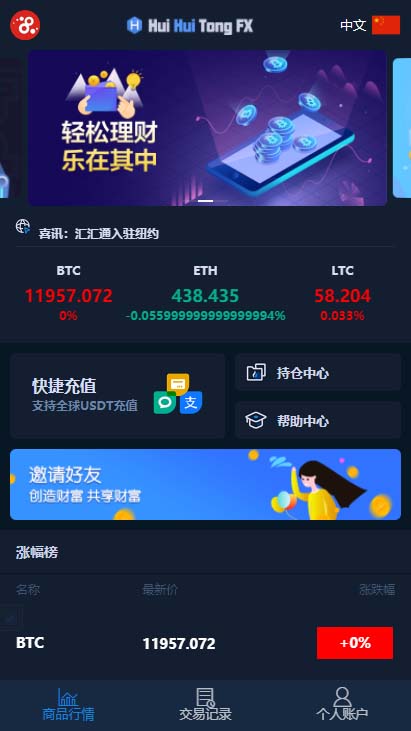 Hui Hui Tong FX
中文
轻松理财
乐在其中
喜讯：汇汇通入驻纽约
BTC ETH LTC
11957.072 438.435 58.204
0% -0.055999999999999994% 0.033%
快捷充值
支持全球USDT充值
支
持仓中心
帮助中心
邀请好友
创造财富 共享财富
涨幅榜
名称 最新价 涨跌幅
BTC 11957.072 +0%
商品行情 交易记录 个人账户